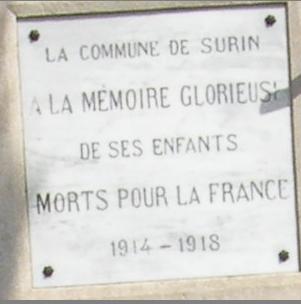 LA COMMUNE DE SURIN
A LA MÉMOIRE GLORIEUSE
DE SES ENFANTS
MORTS POUR LA FRANCE
1914 - 1918